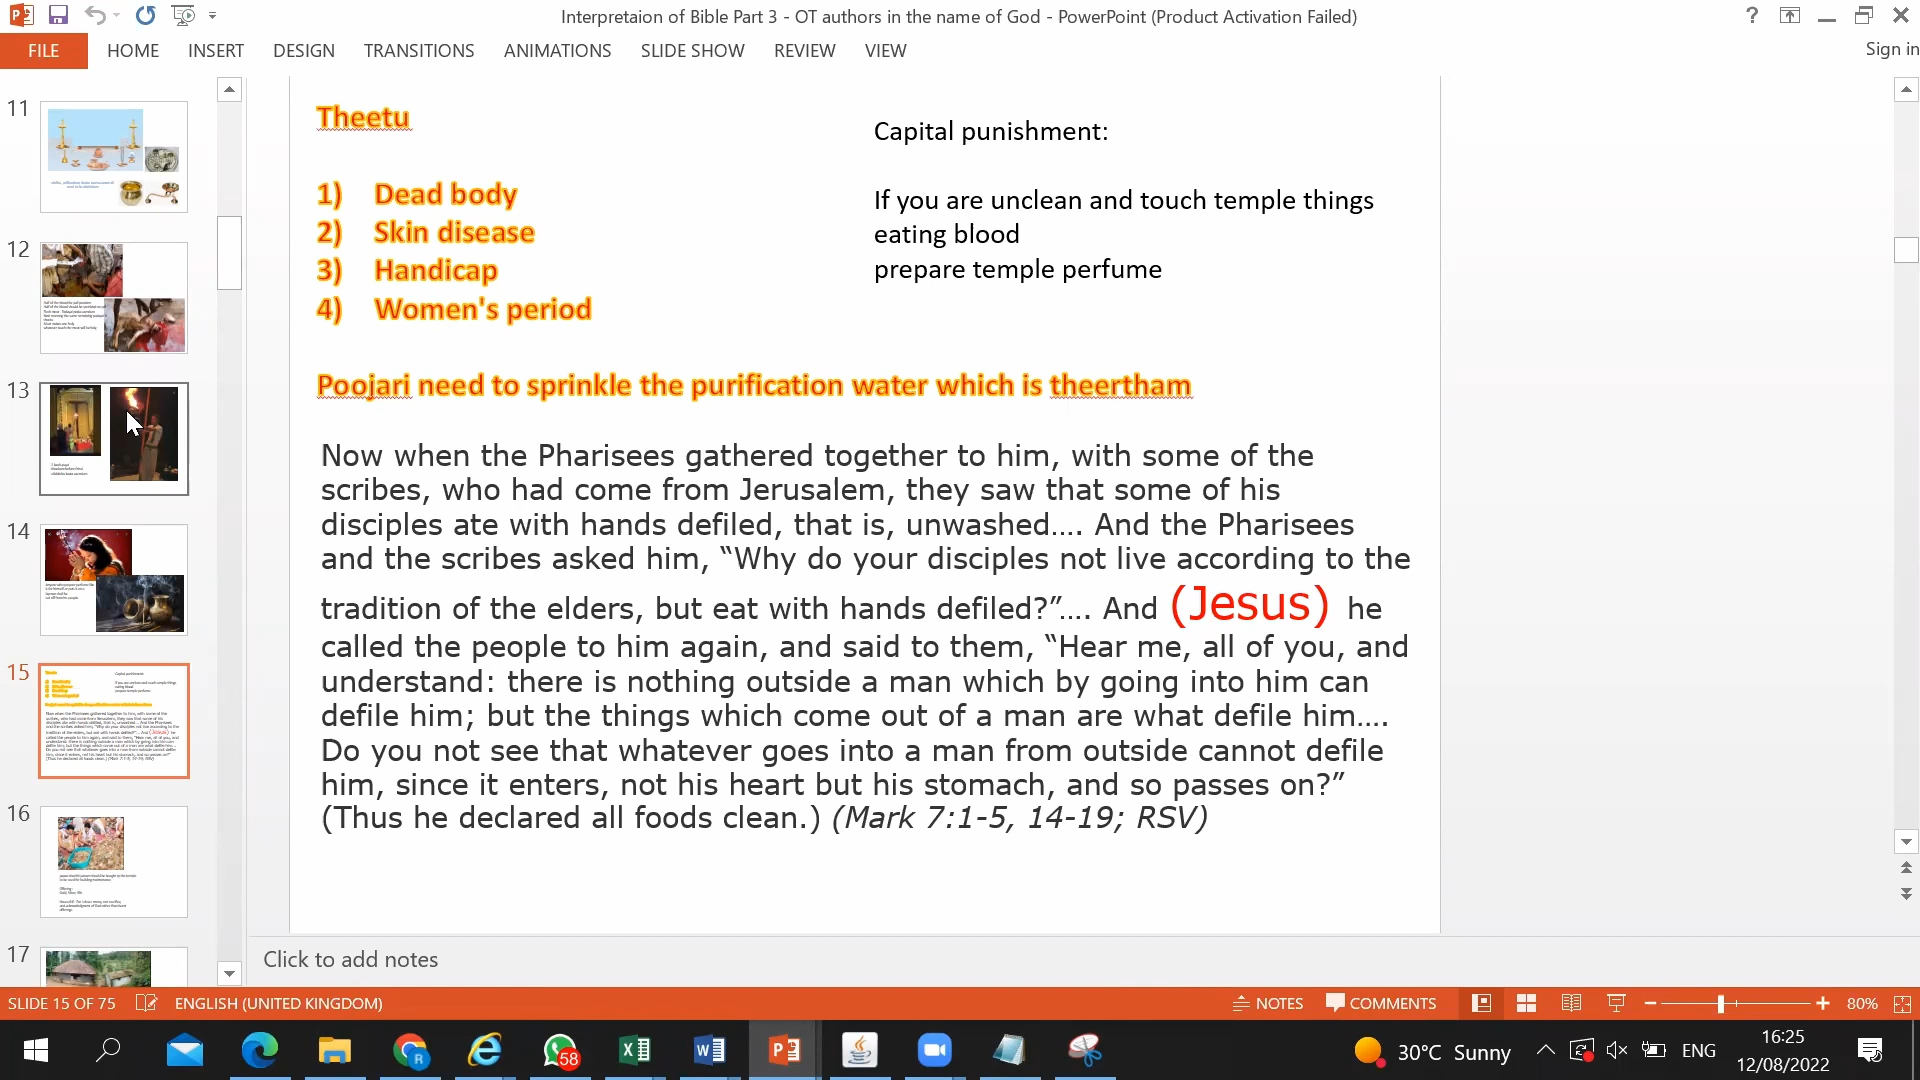 Interpretaion of Bible Part 3 - OT authors in the name of God - PowerPoint (Product Activation Failed)
?
FILE HOME INSERT DESIGN TRANSITIONS ANIMATIONS SLIDE SHOW REVIEW VIEW
Sign in
11
12
13
14
15
16
17
Theetu
1) Dead body
2) Skin disease
3) Handicap
4) Women's period
Capital punishment:
If you are unclean and touch temple things
eating blood
prepare temple perfume
Poojari need to sprinkle the purification water which is theertham
Now when the Pharisees gathered together to him, with some of the
scribes, who had come from Jerusalem, they saw that some of his
disciples ate with hands defiled, that is, unwashed…. And the Pharisees
and the scribes asked him, “Why do your disciples not live according to the
tradition of the elders, but eat with hands defiled?”…. And (Jesus) he
called the people to him again, and said to them, “Hear me, all of you, and
understand: there is nothing outside a man which by going into him can
defile him; but the things which come out of a man are what defile him….
Do you not see that whatever goes into a man from outside cannot defile
him, since it enters, not his heart but his stomach, and so passes on?”
(Thus he declared all foods clean.) (Mark 7:1-5, 14-19; RSV)
Click to add notes
SLIDE 15 OF 75 ENGLISH (UNITED KINGDOM) NOTES COMMENTS 80%
58
30°C Sunny ENG
16:25
12/08/2022